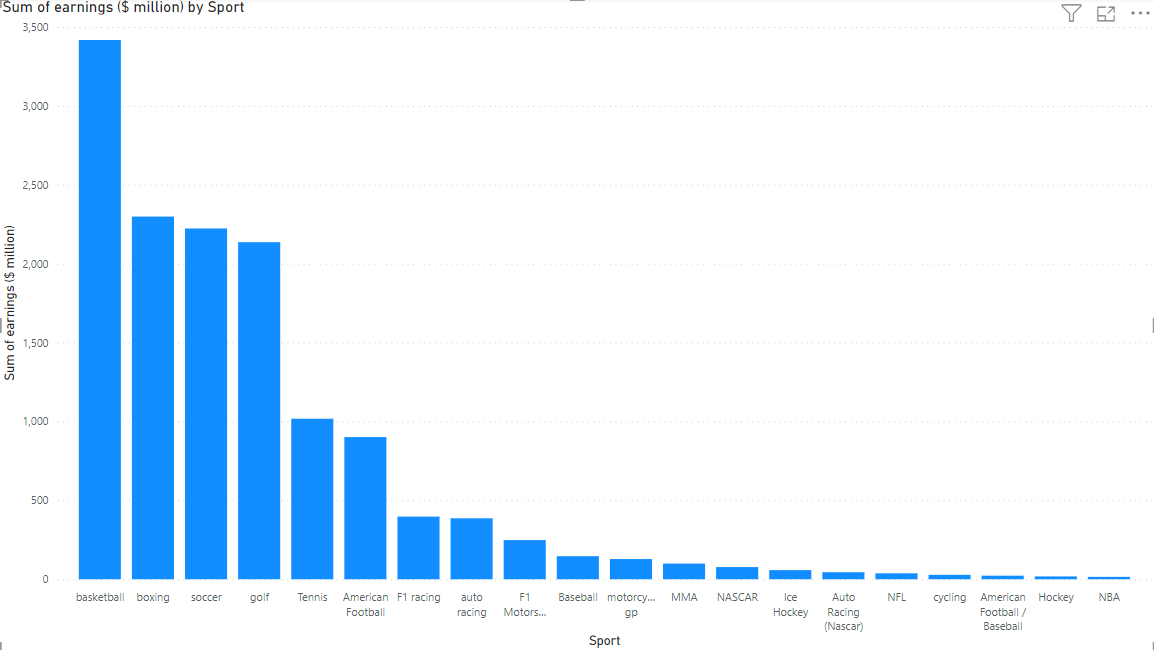 Sum of earnings ($ million) by Sport
Sum of earnings ($ million)
3,500
3,000
2,500
2,000
1,500
1,000
500
0
basketball
boxing
soccer
golf
Tennis
American
Football
F1 racing
auto
racing
F1
Motors...
Baseball
motorcy...
gp
MMA
NASCAR
Ice
Hockey
Auto
Racing
(Nascar)
NFL
cycling
American
Football /
Baseball
Hockey
NBA
Sport